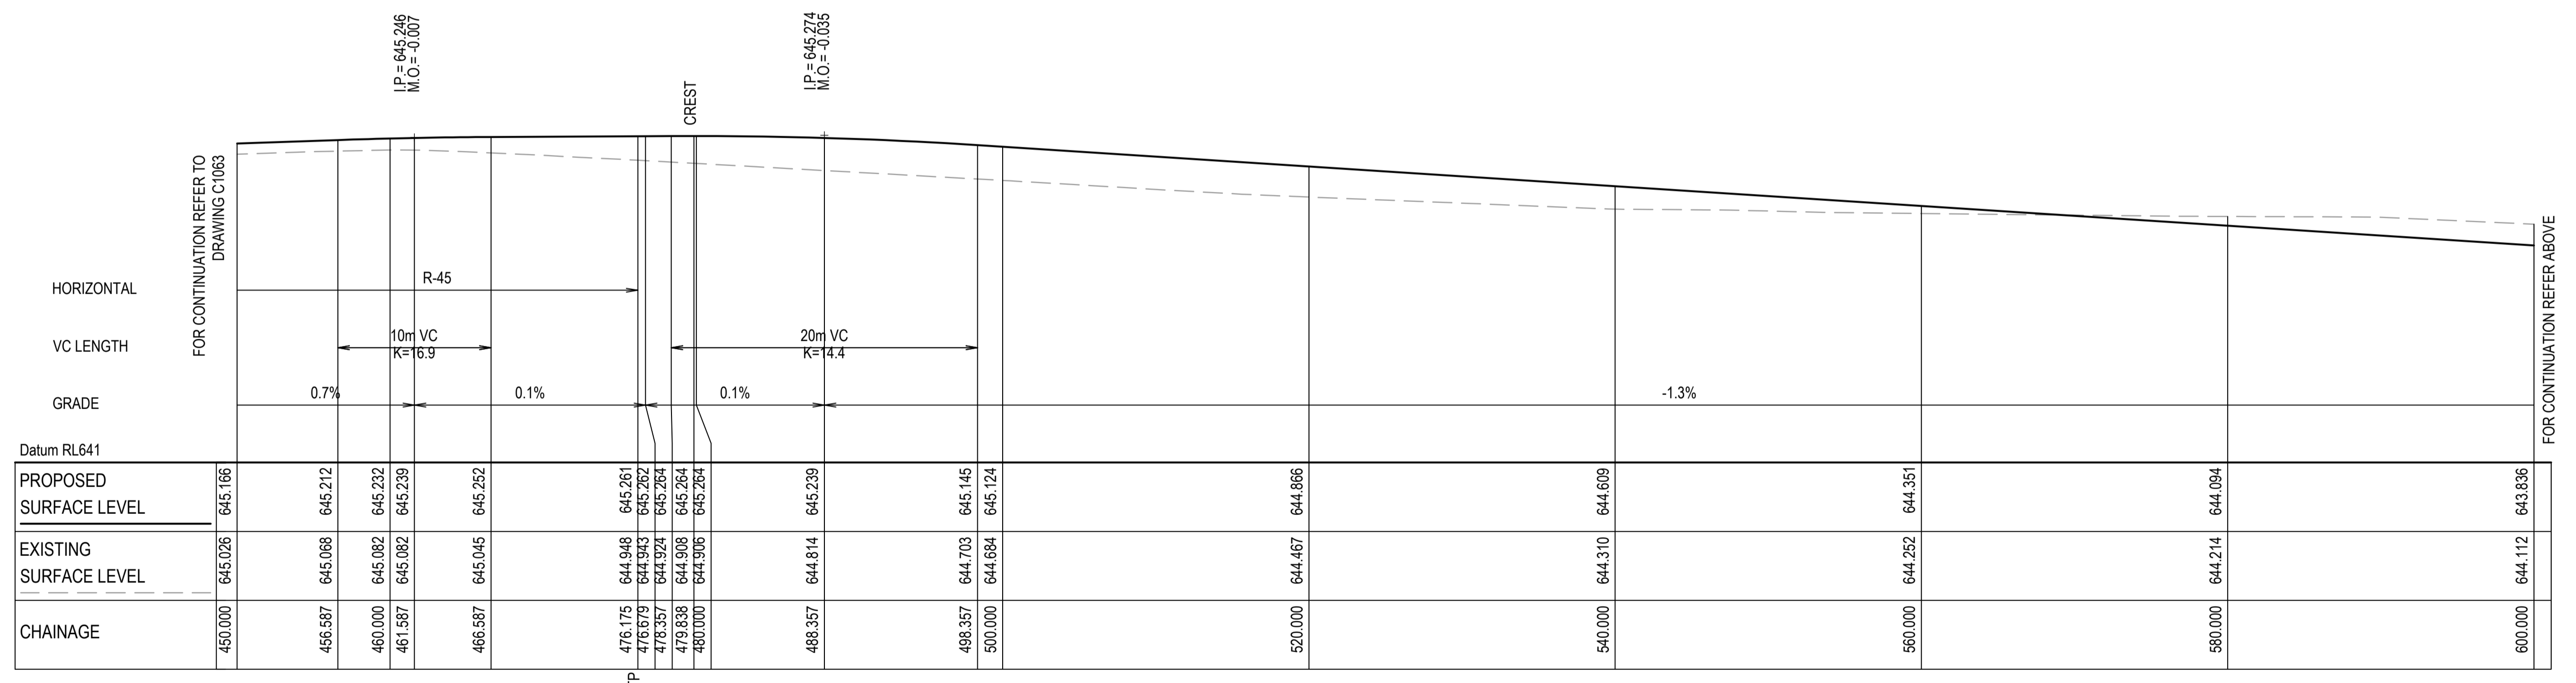 I.P.= 645.246
M.O.= -0.007
I.P.= 645.274
M.O.= -0.035
CREST
FOR CONTINUATION REFER TO
DRAWING C1063
FOR CONTINUATION REFER ABOVE
HORIZONTAL
R-45
VC LENGTH
10m VC
K=16.9
20m VC
K=14.4
GRADE
0.7%
0.1%
0.1%
-1.3%
Datum RL641
PROPOSED
SURFACE LEVEL
645.166
645.212
645.232
645.239
645.252
645.261
645.262
645.264
645.264
645.264
645.239
645.145
645.124
644.866
644.609
644.351
644.094
643.836
EXISTING
SURFACE LEVEL
645.026
645.068
645.082
645.082
645.045
644.948
644.943
644.924
644.908
644.906
644.814
644.703
644.684
644.467
644.310
644.252
644.214
644.112
CHAINAGE
450.000
456.587
460.000
461.587
466.587
476.175
476.679
478.357
479.838
480.000
488.357
498.357
500.000
520.000
540.000
560.000
580.000
600.000